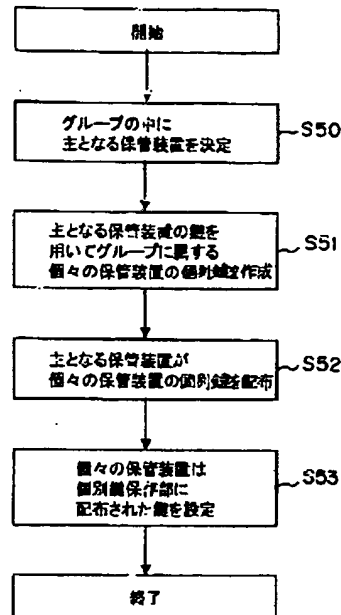 開始
グループの中に
主となる保管装置を決定
S50
主となる保管装置の鍵を
用いてグループに属する
個々の保管装置の個別鍵を作成
S51
主となる保管装置が
個々の保管装置の個別鍵を配布
S52
個々の保管装置は
個別鍵保存部に
配布された鍵を設定
S53
終了